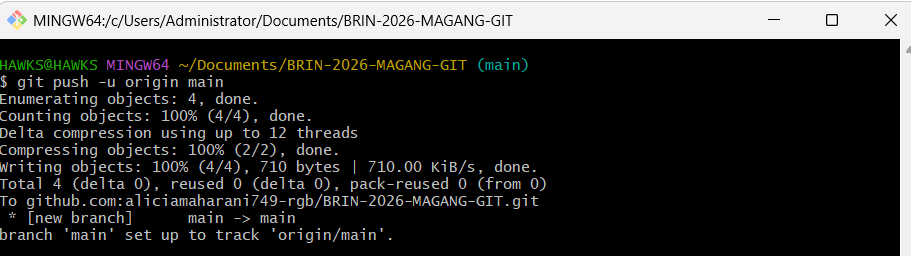 MINGW64:/c/Users/Administrator/Documents/BRIN-2026-MAGANG-GIT
HAWKS@HAWKS MINGW64 ~/Documents/BRIN-2026-MAGANG-GIT (main)
$ git push -u origin main
Enumerating objects: 4, done.
Counting objects: 100% (4/4), done.
Delta compression using up to 12 threads
Compressing objects: 100% (2/2), done.
Writing objects: 100% (4/4), 710 bytes | 710.00 KiB/s, done.
Total 4 (delta 0), reused 0 (delta 0), pack-reused 0 (from 0)
To github.com:aliciamaharani749-rgb/BRIN-2026-MAGANG-GIT.git
 * [new branch]      main -> main
branch 'main' set up to track 'origin/main'.